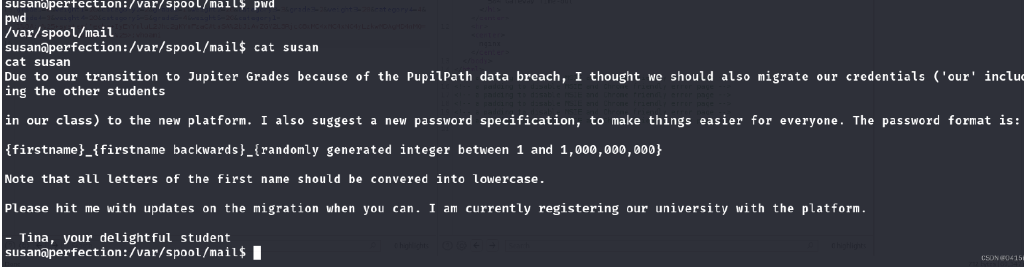 susan@perfection:/var/spool/mail$ pwd
pwd
/var/spool/mail
susan@perfection:/var/spool/mail$ cat susan
cat susan
Due to our transition to Jupiter Grades because of the PupilPath data breach, I thought we should also migrate our credentials ('our' includ
ing the other students
in our class) to the new platform. I also suggest a new password specification, to make things easier for everyone. The password format is:
{firstname}_{firstname backwards}_{randomly generated integer between 1 and 1,000,000,000}
Note that all letters of the first name should be convered into lowercase.
Please hit me with updates on the migration when you can. I am currently registering our university with the platform.
- Tina, your delightful student
susan@perfection:/var/spool/mail$